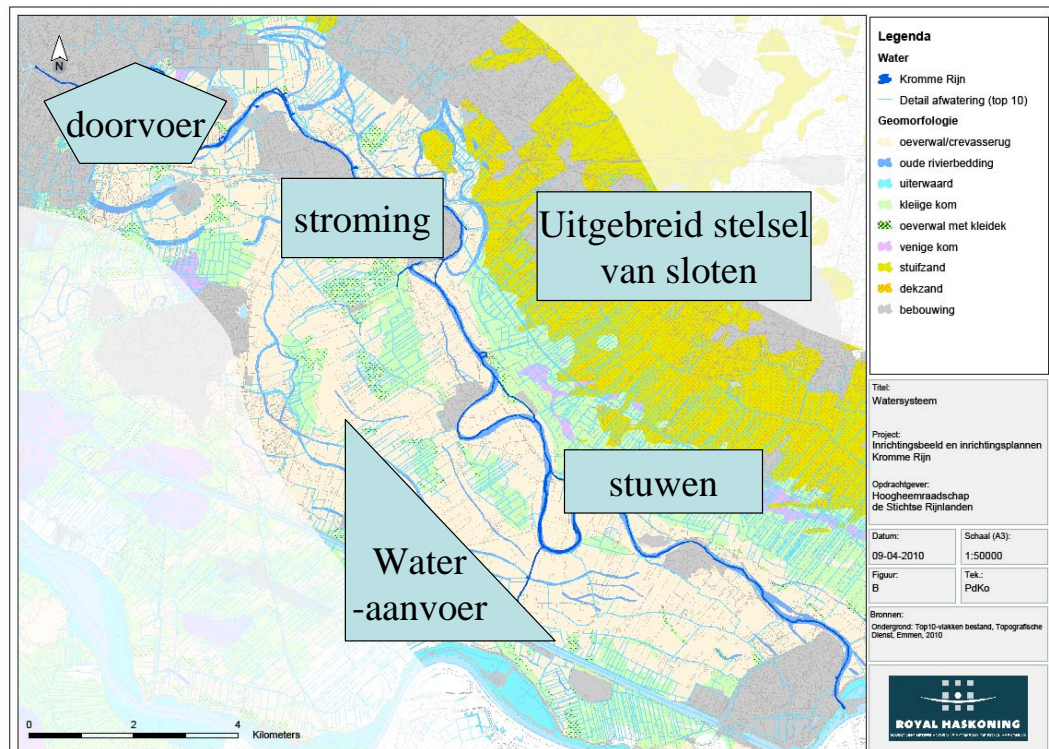 N
doorvoer
stroming
Uitgebreid stelsel
van sloten
stuwen
Water
-aanvoer
0 2 4
Kilometers
Legenda
Water
Kromme Rijn
Detail afwatering (top 10)
Geomorfologie
oeverwal/crevasserug
oude rivierbedding
uiterwaard
kleiige kom
oeverwal met kleidek
venige kom
stuifzand
dekzand
bebouwing
Titel:
Watersysteem
Project:
Inrichtingsbeeld en inrichtingsplannen
Kromme Rijn
Opdrachtgever:
Hoogheemraadschap
de Stichtse Rijnlanden
Datum:
09-04-2010
Schaal (A3):
1:50000
Figuur:
B
Tek.:
PdKo
Bronnen:
Ondergrond: Top10-vlakken bestand, Topografische
Dienst, Emmen, 2010
ROYAL HASKONING